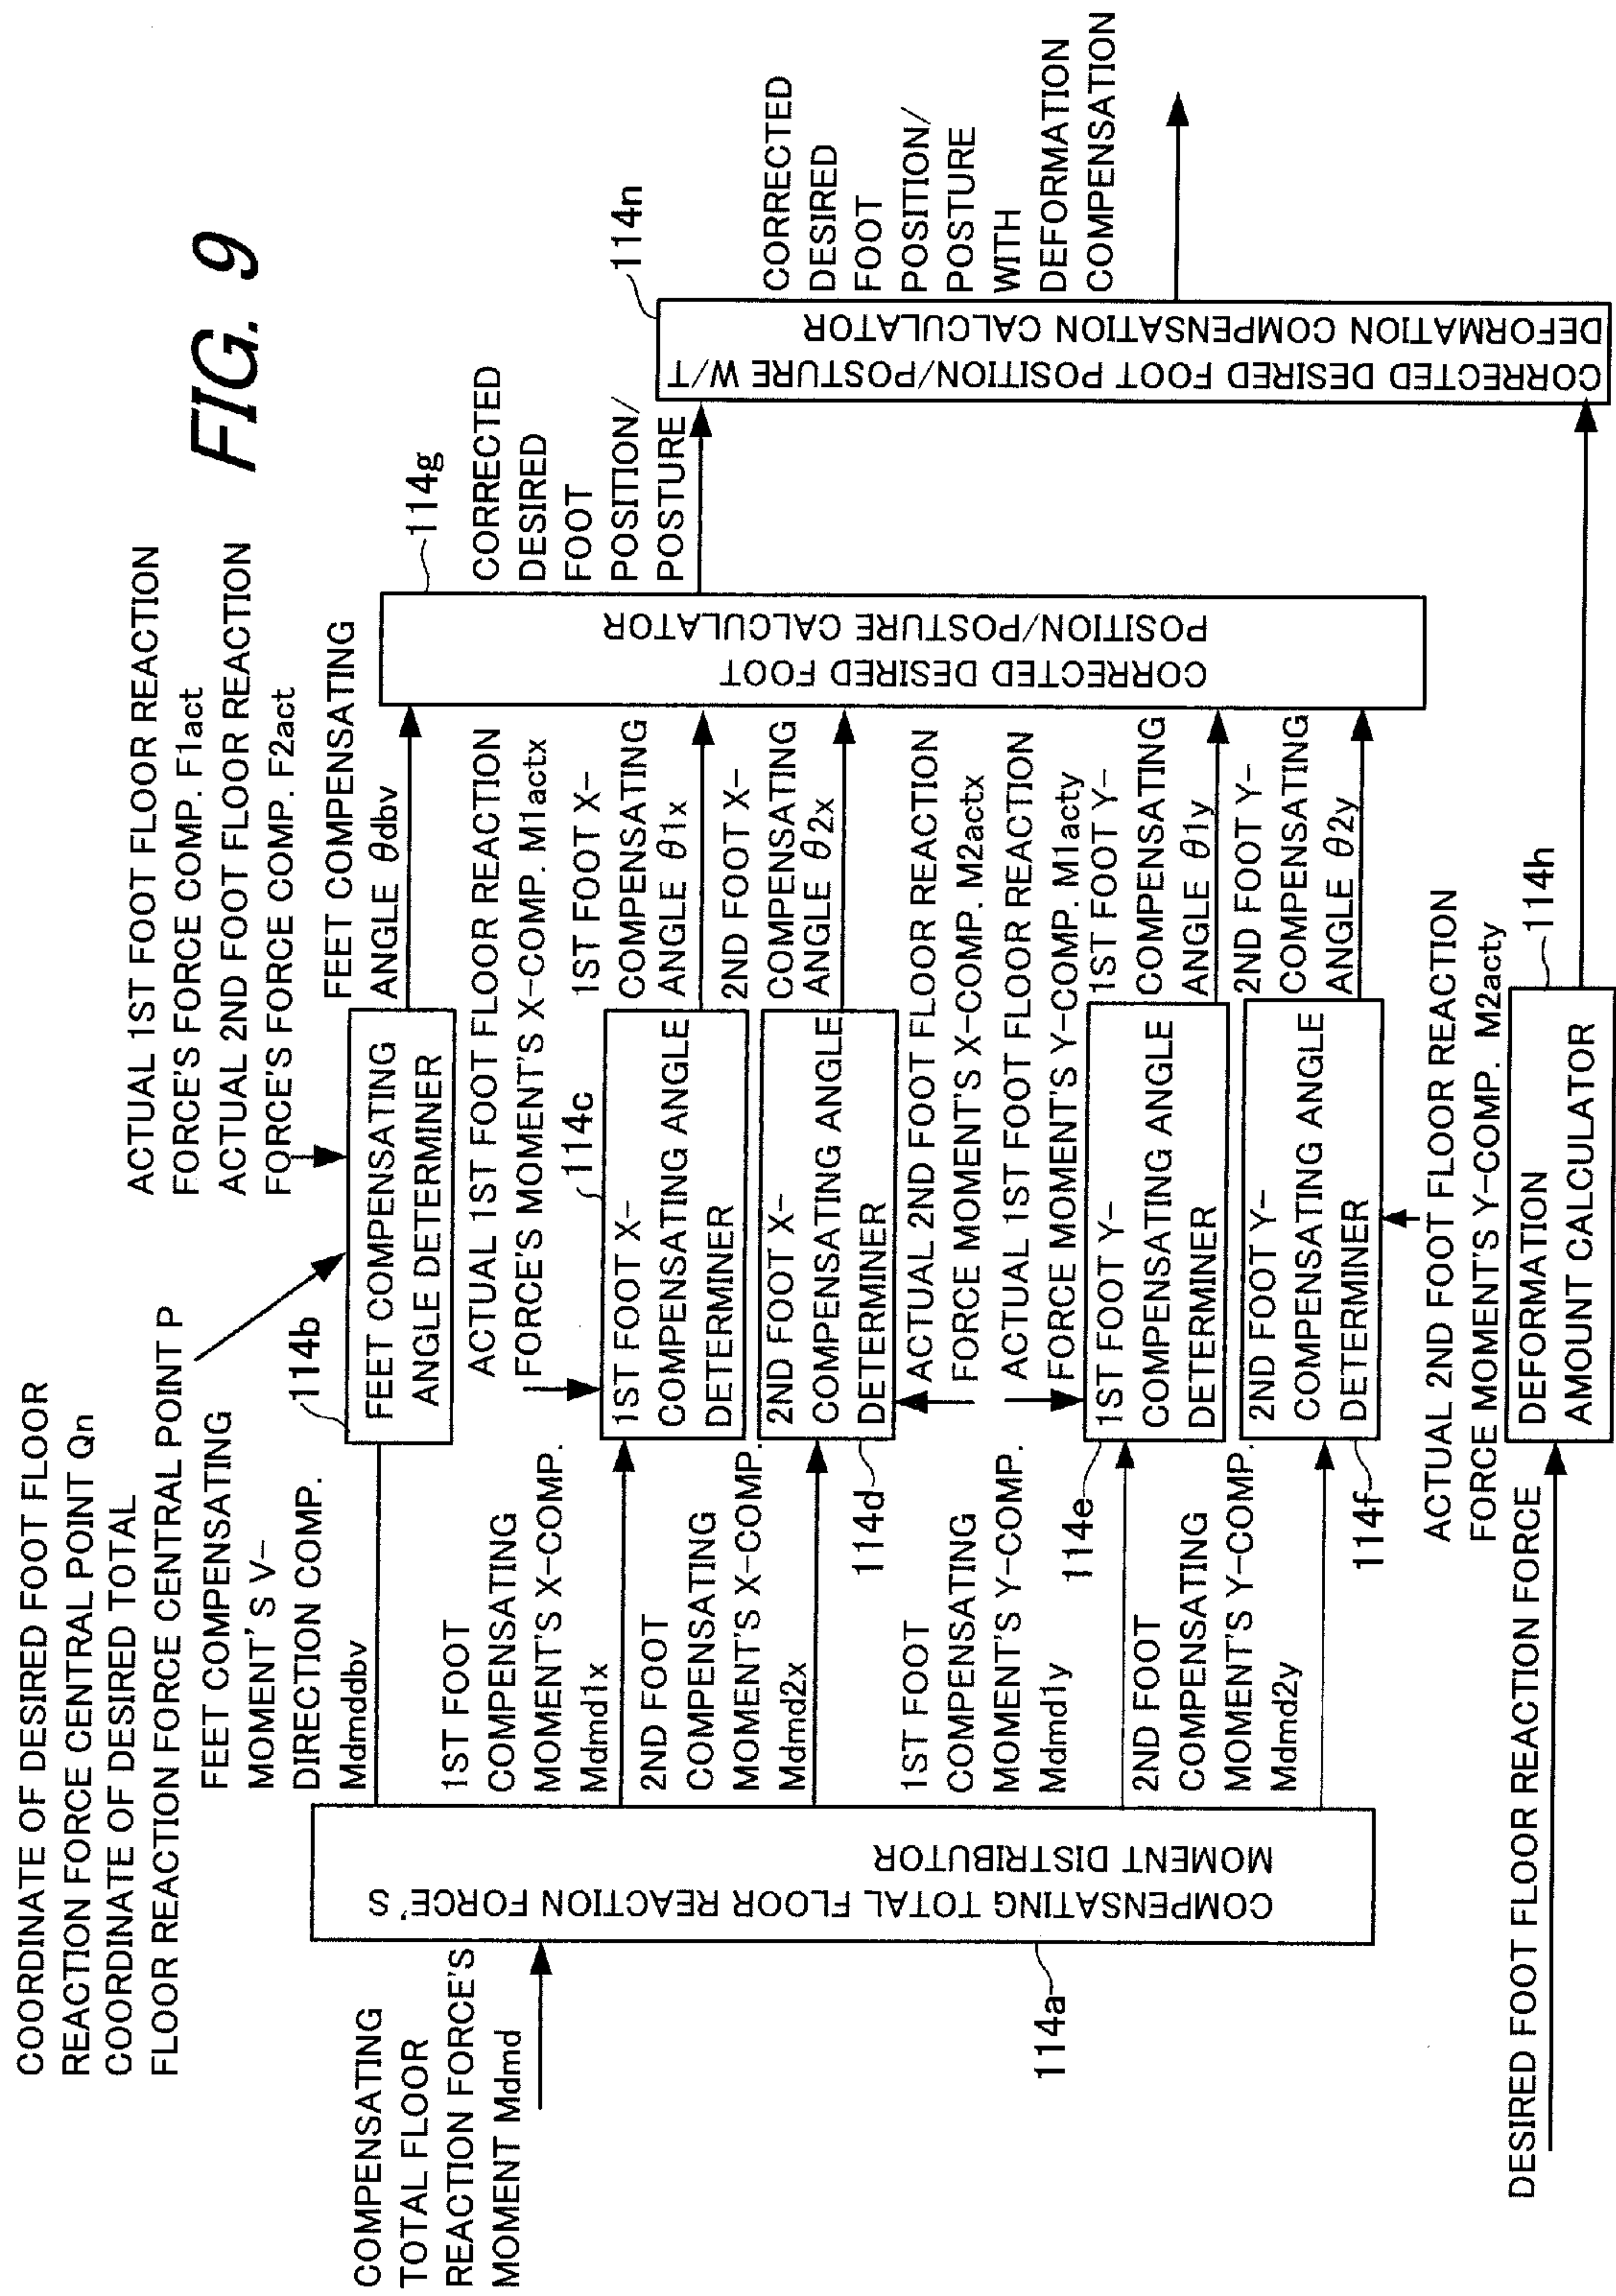 FIG. 9
COORDINATE OF DESIRED FOOT FLOOR
REACTION FORCE CENTRAL POINT Qn
COORDINATE OF DESIRED TOTAL
FLOOR REACTION FORCE CENTRAL POINT P
ACTUAL 1ST FOOT FLOOR REACTION
FORCE'S FORCE COMP. F1act
ACTUAL 2ND FOOT FLOOR REACTION
FORCE'S FORCE COMP. F2act
COMPENSATING
TOTAL FLOOR
REACTION FORCE'S
MOMENT Mdmd
COMPENSATING TOTAL FLOOR REACTION FORCE'S
MOMENT DISTRIBUTOR
114a
FEET COMPENSATING
MOMENT'S V-
DIRECTION COMP.
Mdmddbv
114b
FEET COMPENSATING
ANGLE DETERMINER
FEET COMPENSATING
ANGLE θdbv
1ST FOOT
COMPENSATING
MOMENT'S X-COMP.
Mdmd1x
ACTUAL 1ST FOOT FLOOR REACTION
FORCE'S MOMENT'S X-COMP. M1actx
114c
1ST FOOT X-
COMPENSATING ANGLE
DETERMINER
1ST FOOT X-
COMPENSATING
ANGLE θ1x
2ND FOOT
COMPENSATING
MOMENT'S X-COMP.
Mdmd2x
2ND FOOT X-
COMPENSATING ANGLE
DETERMINER
114d
2ND FOOT X-
COMPENSATING
ANGLE θ2x
ACTUAL 2ND FOOT FLOOR REACTION
FORCE MOMENT'S X-COMP. M2actx
ACTUAL 1ST FOOT FLOOR REACTION
FORCE MOMENT'S Y-COMP. M1acty
1ST FOOT
COMPENSATING
MOMENT'S Y-COMP.
Mdmd1y
114e
1ST FOOT Y-
COMPENSATING ANGLE
DETERMINER
1ST FOOT Y-
COMPENSATING
ANGLE θ1y
2ND FOOT
COMPENSATING
MOMENT'S Y-COMP.
Mdmd2y
114f
2ND FOOT Y-
COMPENSATING ANGLE
DETERMINER
2ND FOOT Y-
COMPENSATING
ANGLE θ2y
ACTUAL 2ND FOOT FLOOR REACTION
FORCE MOMENT'S Y-COMP. M2acty
114g
CORRECTED DESIRED FOOT
POSITION/POSTURE CALCULATOR
CORRECTED
DESIRED
FOOT
POSITION/
POSTURE
DESIRED FOOT FLOOR REACTION FORCE
114h
DEFORMATION
AMOUNT CALCULATOR
114n
CORRECTED DESIRED FOOT POSITION/POSTURE W/T
DEFORMATION COMPENSATION CALCULATOR
CORRECTED
DESIRED
FOOT
POSITION/
POSTURE
WITH
DEFORMATION
COMPENSATION